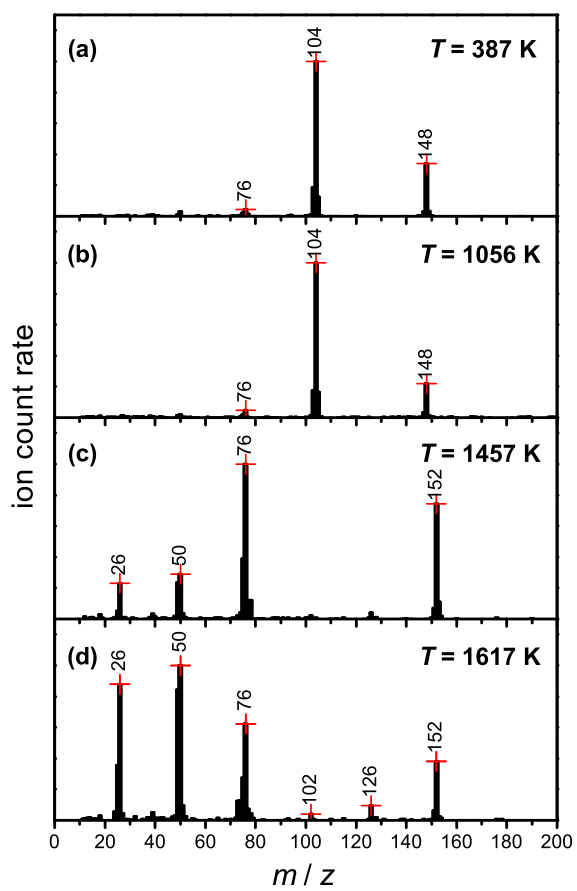 (a)
T = 387 K
76
104
148
(b)
T = 1056 K
76
104
148
(c)
T = 1457 K
26
50
76
152
(d)
T = 1617 K
26
50
76
102
126
152
ion count rate
0 20 40 60 80 100 120 140 160 180 200
m / z